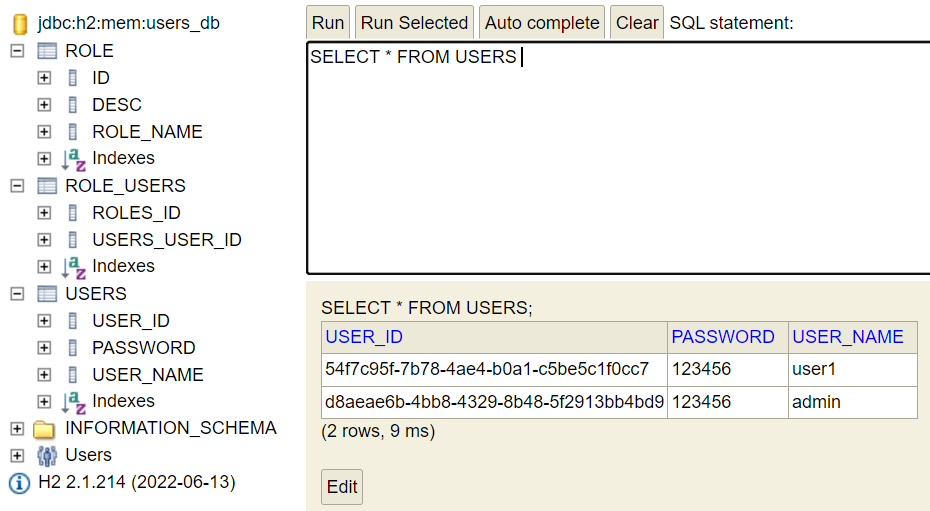 jdbc:h2:mem:users_db
ROLE
ID
DESC
ROLE_NAME
Indexes
ROLE_USERS
ROLES_ID
USERS_USER_ID
Indexes
USERS
USER_ID
PASSWORD
USER_NAME
Indexes
INFORMATION_SCHEMA
Users
H2 2.1.214 (2022-06-13)
Run Run Selected Auto complete Clear SQL statement:
SELECT * FROM USERS
SELECT * FROM USERS;
USER_ID PASSWORD USER_NAME
54f7c95f-7b78-4ae4-b0a1-c5be5c1f0cc7 123456 user1
d8aeae6b-4bb8-4329-8b48-5f2913bb4bd9 123456 admin
(2 rows, 9 ms)
Edit